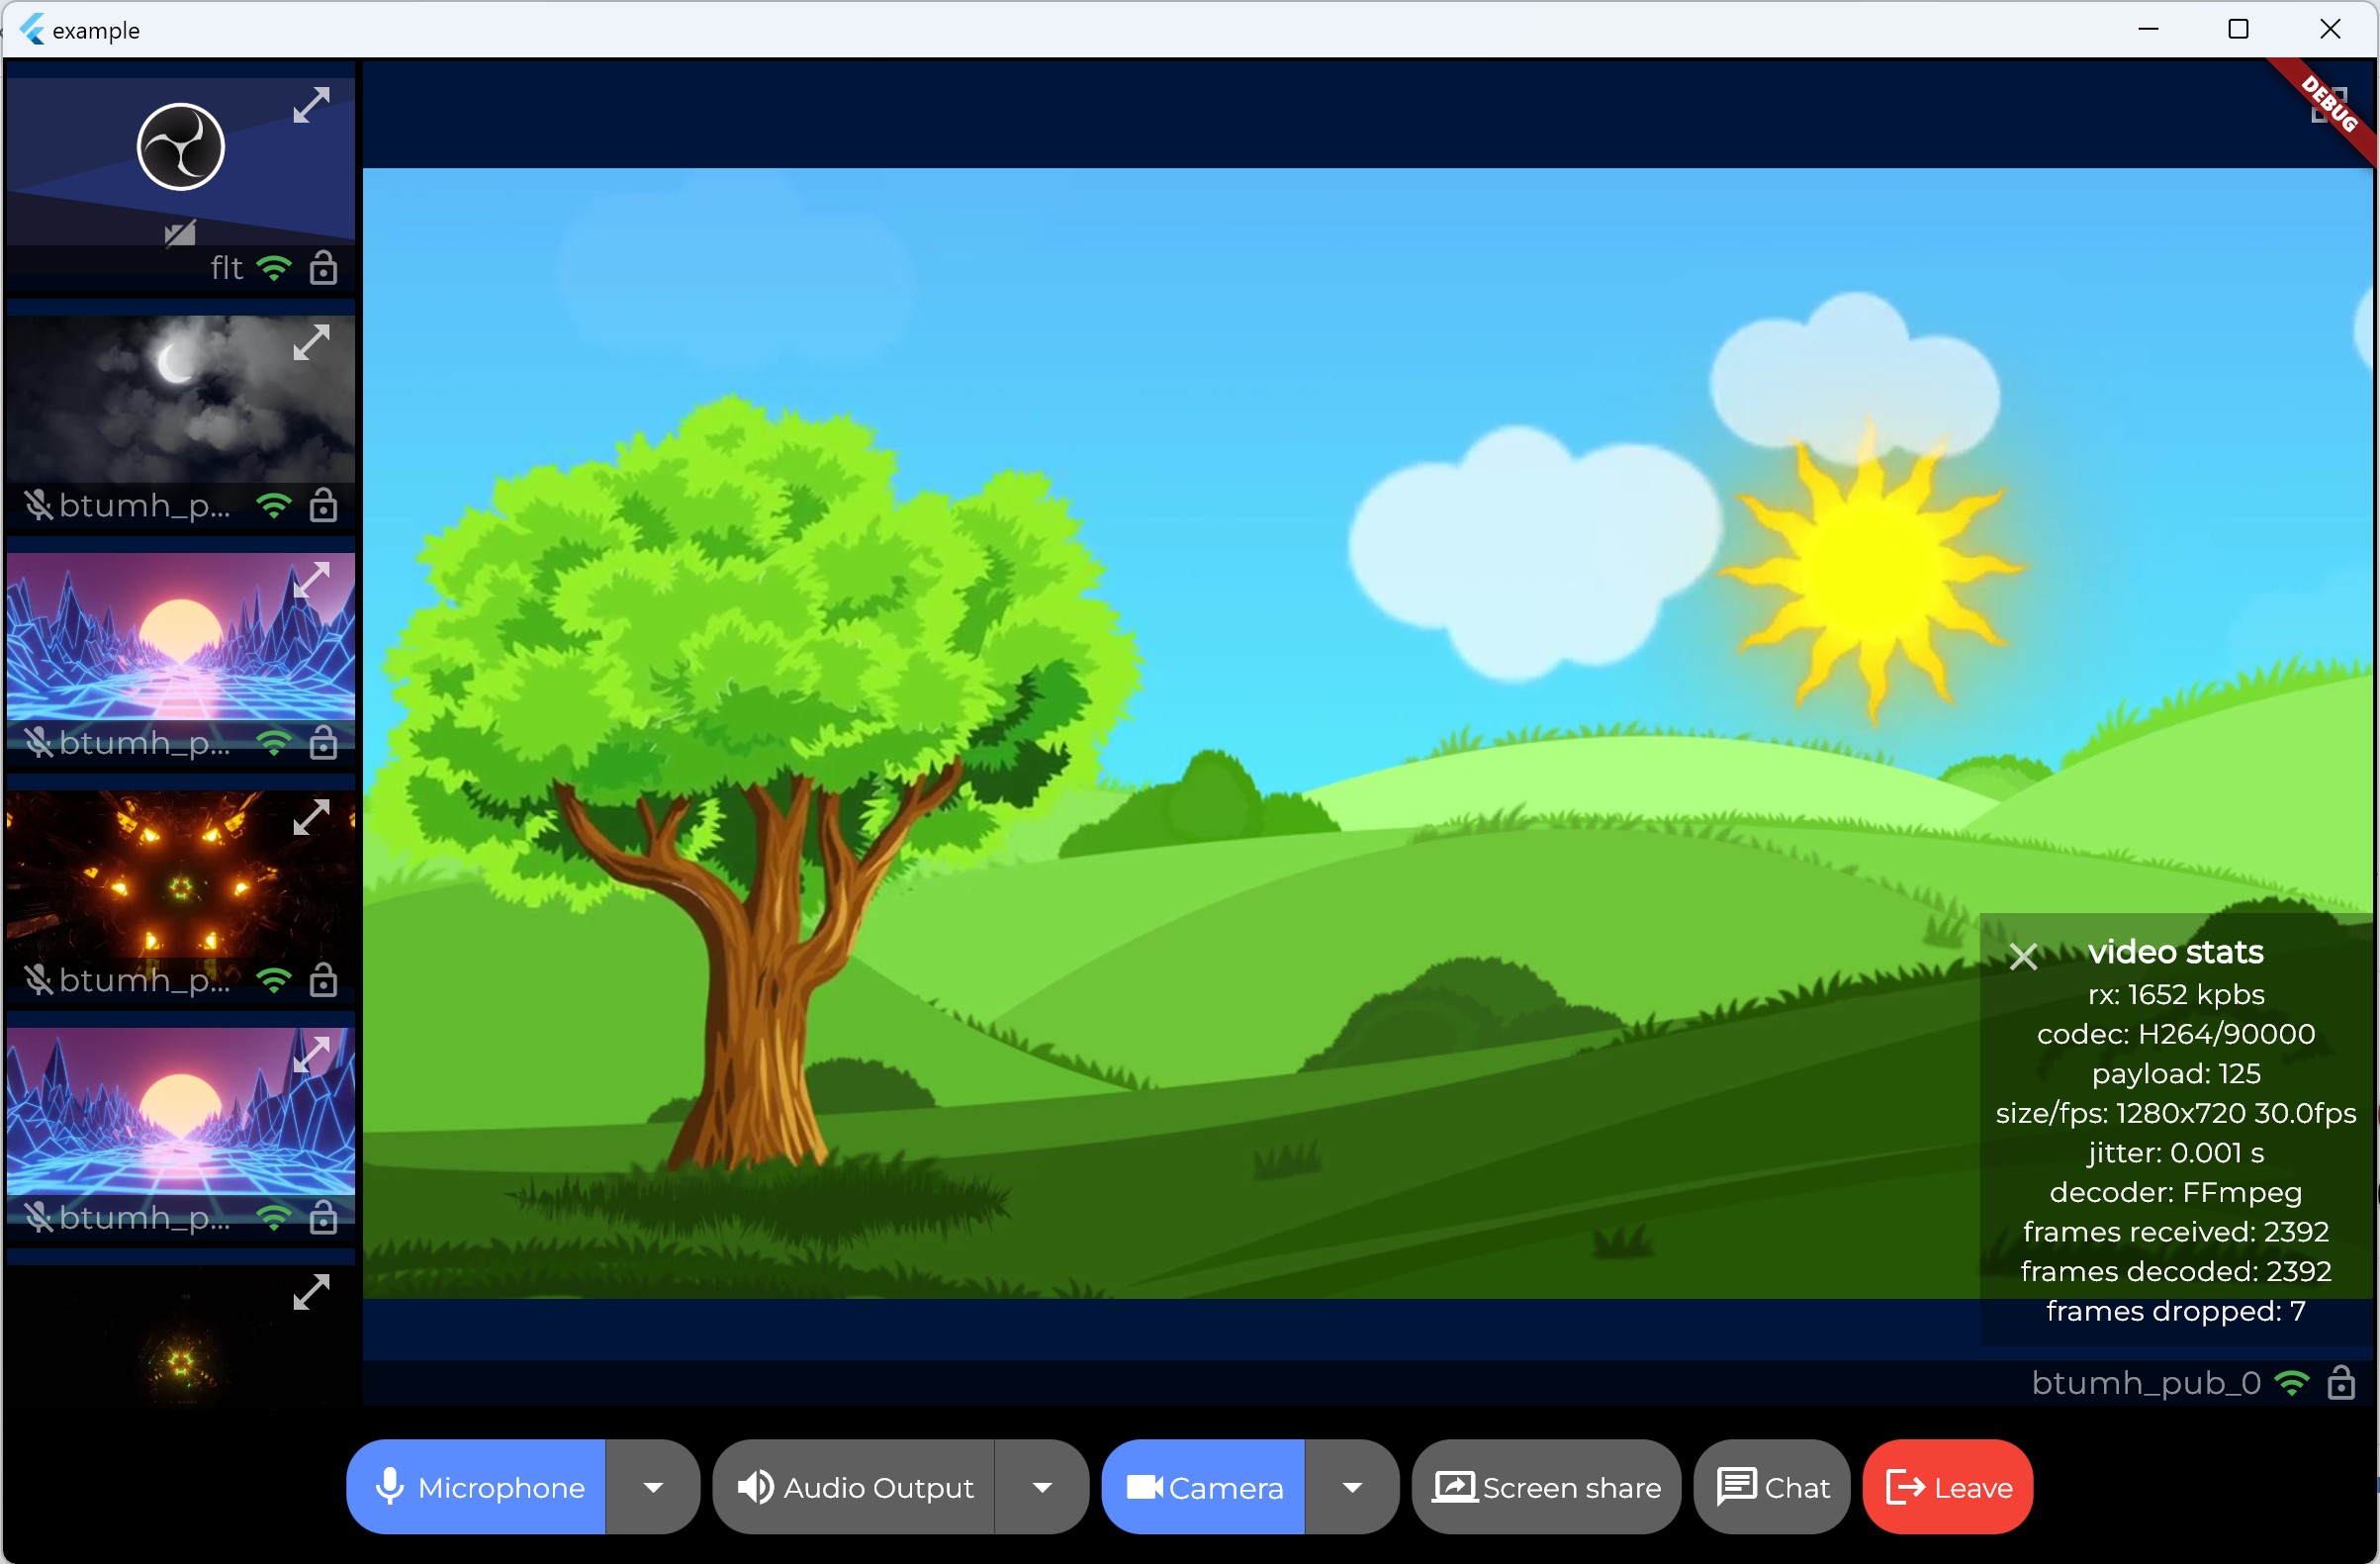 example
DEBUG
flt
btumh_p...
btumh_p...
btumh_p...
btumh_p...
video stats
rx: 1652 kpbs
codec: H264/90000
payload: 125
size/fps: 1280x720 30.0fps
jitter: 0.001 s
decoder: FFmpeg
frames received: 2392
frames decoded: 2392
frames dropped: 7
btumh_pub_0
Microphone
Audio Output
Camera
Screen share
Chat
Leave